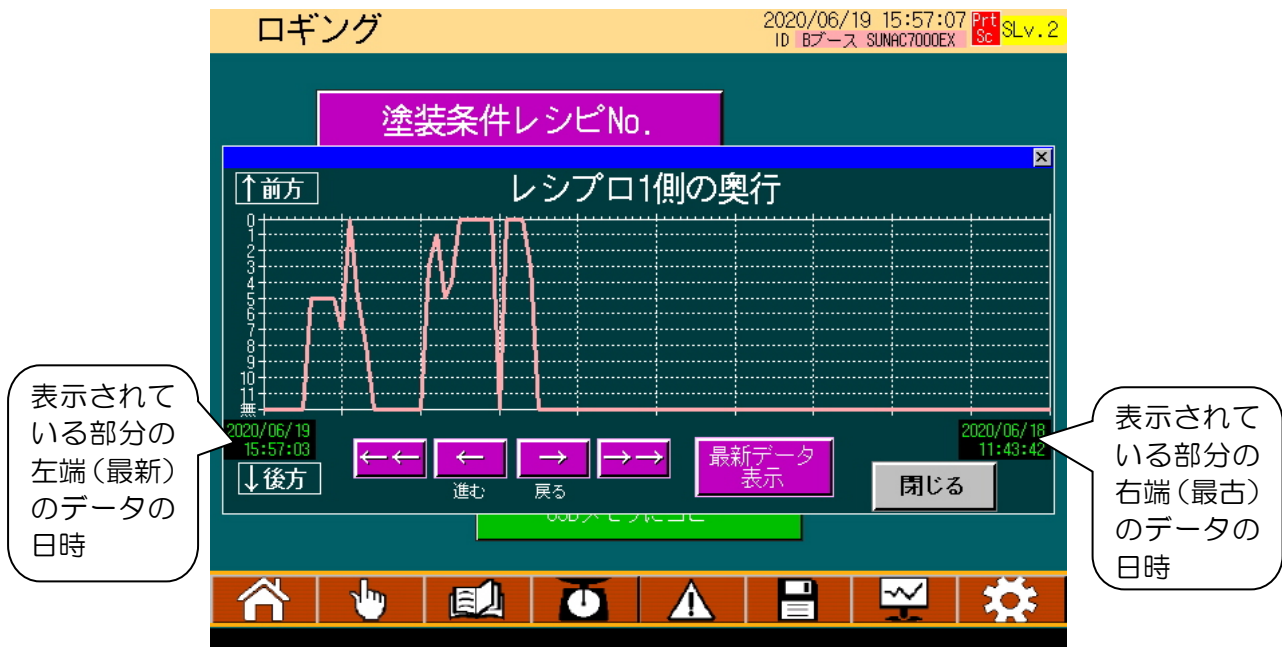 ロギング
2020/06/19 15:57:07
ID Bブース SUNAC7000EX
Prt
Sc
SLv.2
塗装条件レシピNo.
×
↑前方
レシプロ1側の奥行
0
1
2
3
4
5
6
7
8
9
10
11
無
2020/06/19
15:57:03
2020/06/18
11:43:42
↓後方
←←
←
→
→→
進む
戻る
最新データ
表示
閉じる
表示されて
いる部分の
左端(最新)
のデータの
日時
表示されて
いる部分の
右端(最古)
のデータの
日時